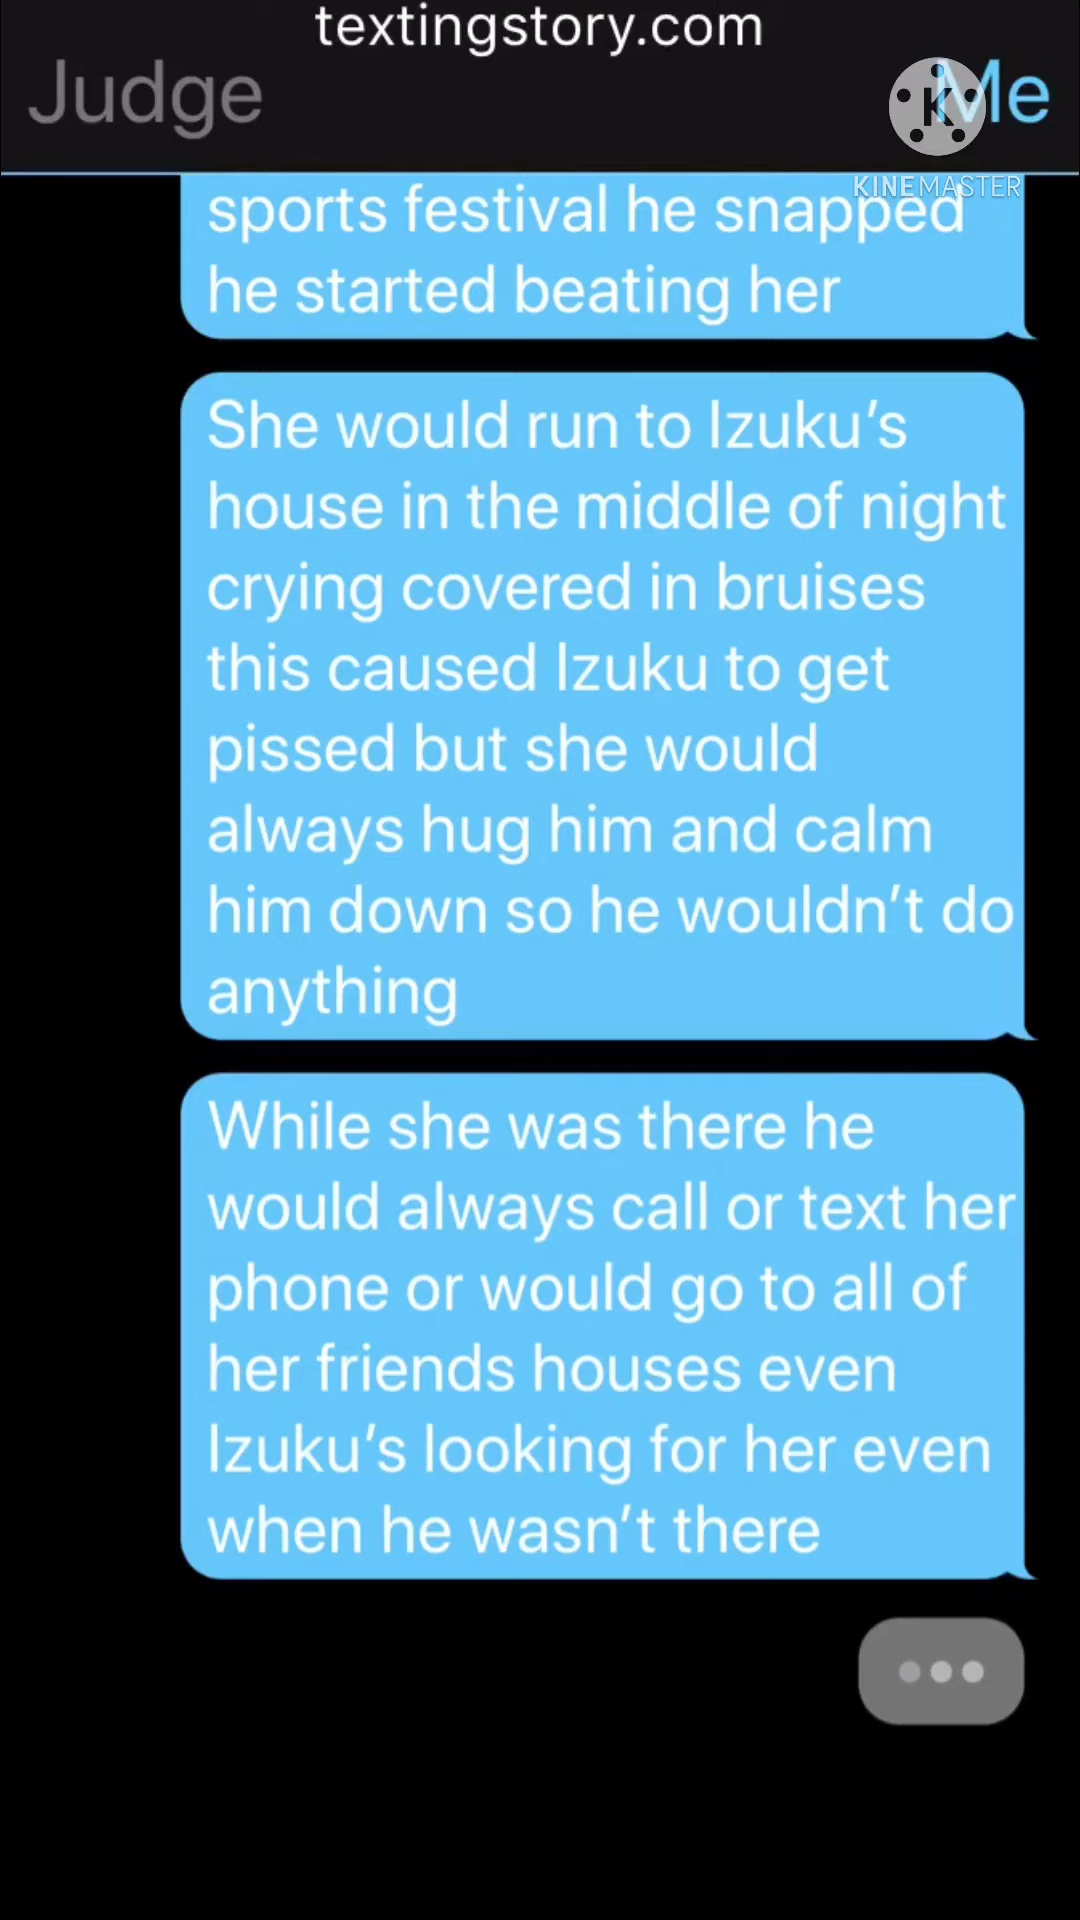 textingstory.com
Judge
Me
K
KINEMASTER
sports festival he snapped
he started beating her
She would run to Izuku’s
house in the middle of night
crying covered in bruises
this caused Izuku to get
pissed but she would
always hug him and calm
him down so he wouldn’t do
anything
While she was there he
would always call or text her
phone or would go to all of
her friends houses even
Izuku’s looking for her even
when he wasn’t there